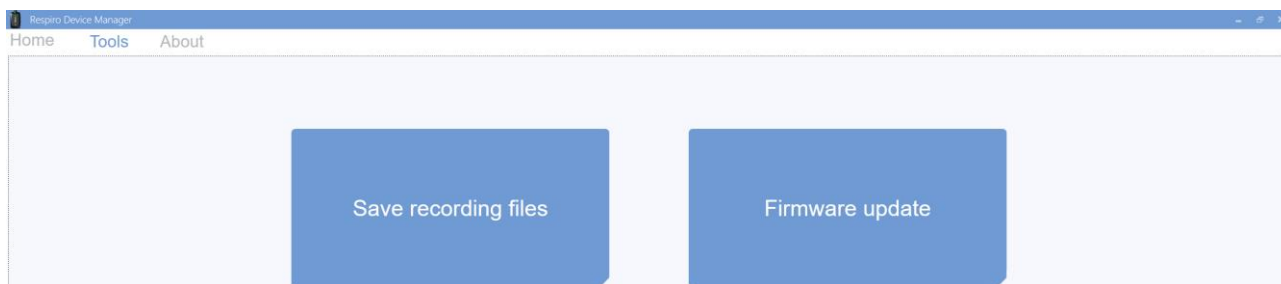 Respiro Device Manager
Home Tools About
Save recording files
Firmware update